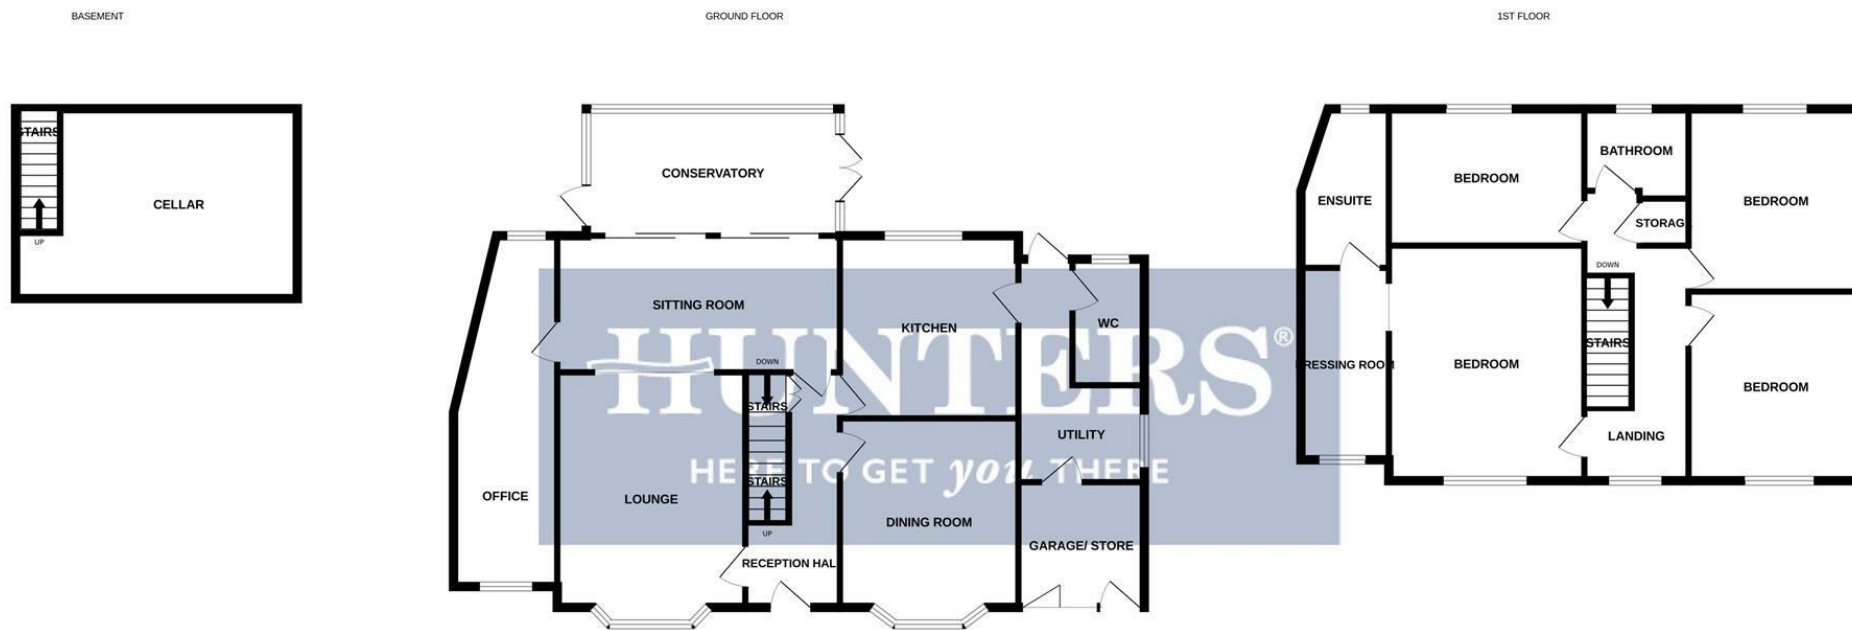 BASEMENT
GROUND FLOOR
1ST FLOOR
STAIRS
CELLAR
UP
CONSERVATORY
SITTING ROOM
KITCHEN
WC
DOWN
STAIRS
STAIRS
UP
OFFICE
LOUNGE
RECEPTION HAL
DINING ROOM
UTILITY
GARAGE/ STORE
HUNTERS®
HERE TO GET you THERE
ENSUITE
BEDROOM
BATHROOM
BEDROOM
STORAG
DOWN
STAIRS
DRESSING ROOM
BEDROOM
LANDING
BEDROOM